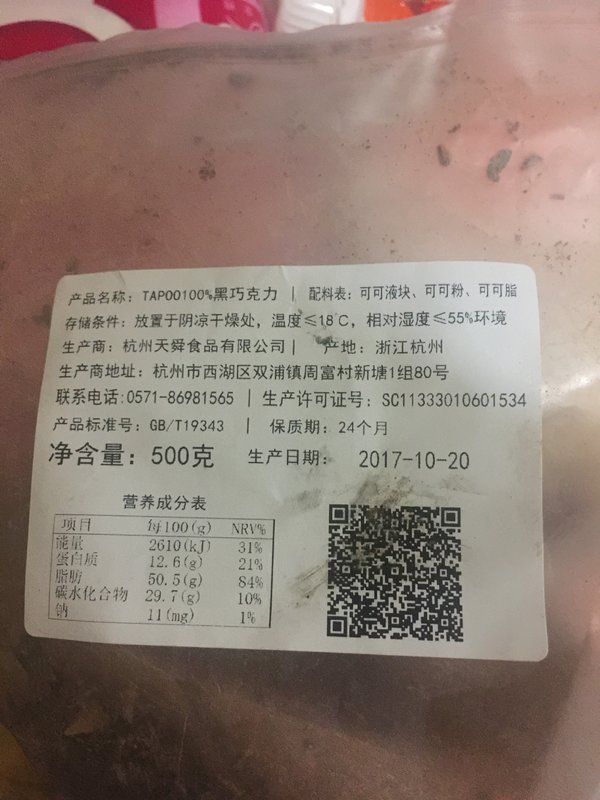 产品名称：TAPOO100%黑巧克力 | 配料表：可可液块、可可粉、可可脂
存储条件：放置于阴凉干燥处，温度≤18℃，相对湿度≤55%环境
生产商：杭州天舜食品有限公司 | 产地：浙江杭州
生产商地址：杭州市西湖区双浦镇周富村新塘1组80号
联系电话:0571-86981565 | 生产许可证号：SC11333010601534
产品标准号：GB/T19343 | 保质期：24个月
净含量：500克 生产日期： 2017-10-20
营养成分表
项目 每100(g) NRV%
能量 2610(kJ) 31%
蛋白质 12.6(g) 21%
脂肪 50.5(g) 84%
碳水化合物 29.7(g) 10%
钠 11(mg) 1%